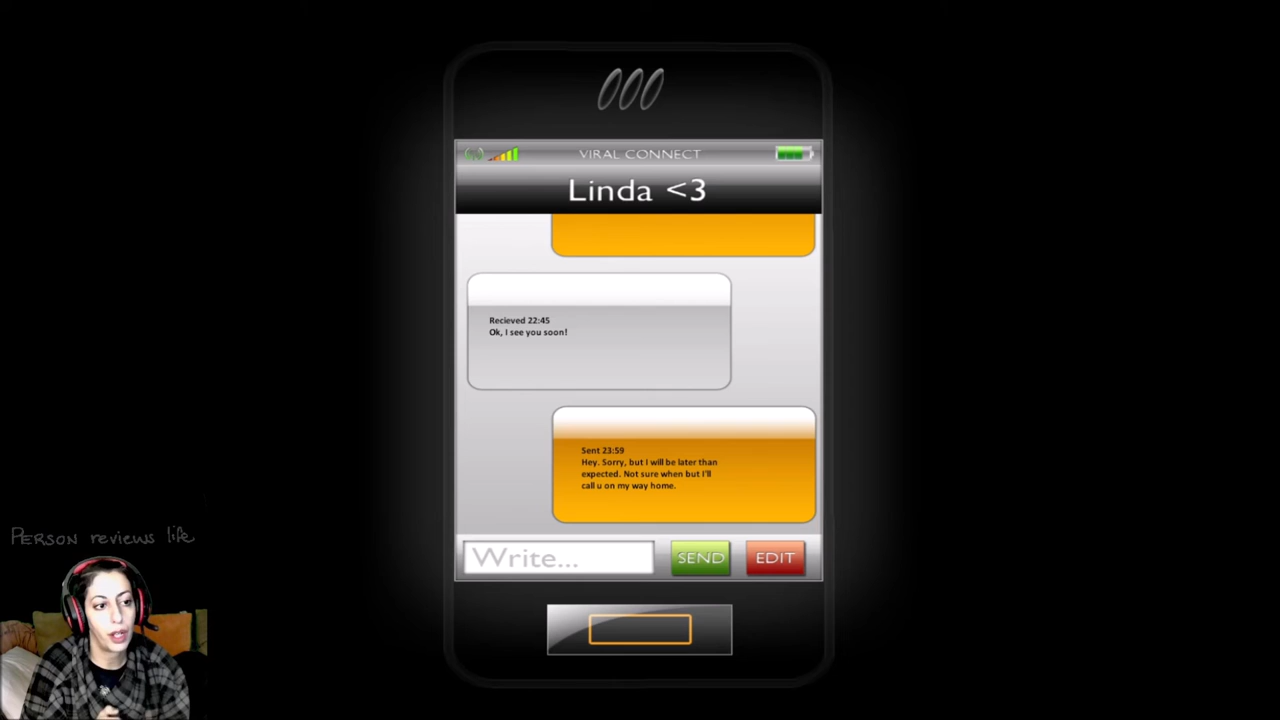 VIRAL CONNECT
Linda <3
Recieved 22:45
Ok, I see you soon!
Sent 23:59
Hey. Sorry, but I will be later than
expected. Not sure when but I'll
call u on my way home.
Write...
SEND
EDIT
PERSON reviews life